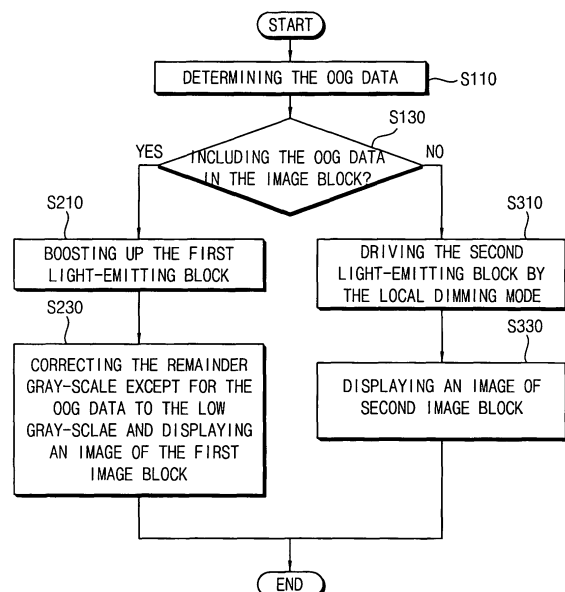 START
DETERMINING THE OOG DATA
S110
S130
YES
INCLUDING THE OOG DATA
IN THE IMAGE BLOCK?
NO
S210
BOOSTING UP THE FIRST
LIGHT-EMITTING BLOCK
S310
DRIVING THE SECOND
LIGHT-EMITTING BLOCK BY
THE LOCAL DIMMING MODE
S230
CORRECTING THE REMAINDER
GRAY-SCALE EXCEPT FOR THE
OOG DATA TO THE LOW
GRAY-SCLAE AND DISPLAYING
AN IMAGE OF THE FIRST
IMAGE BLOCK
S330
DISPLAYING AN IMAGE OF
SECOND IMAGE BLOCK
END